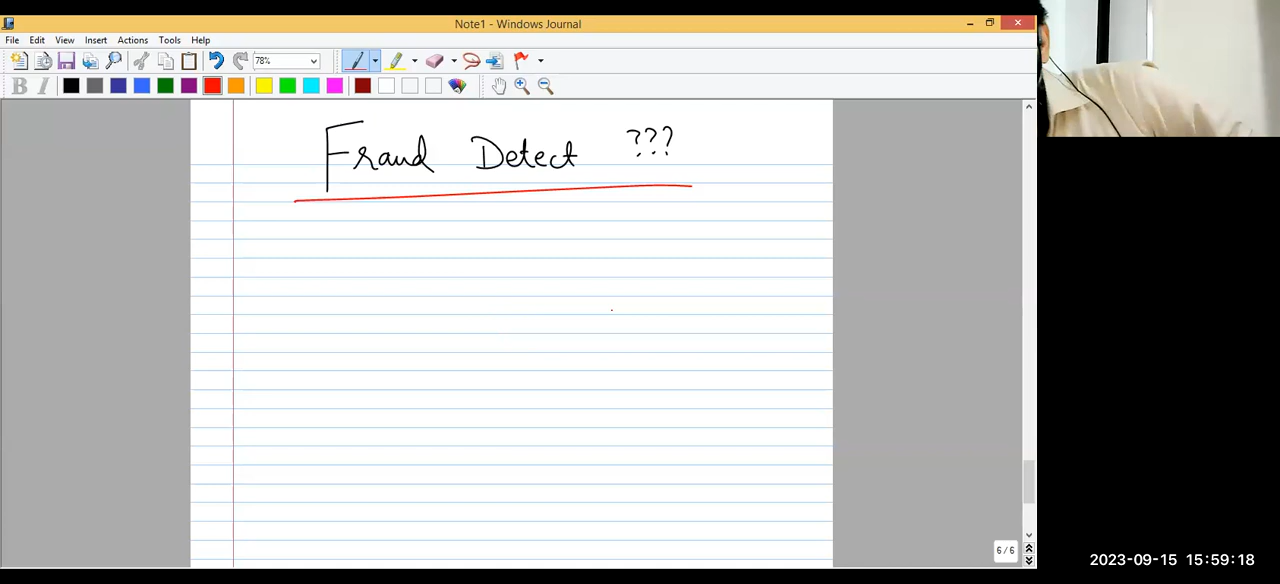 Note1 - Windows Journal
File Edit View Insert Actions Tools Help
78%
B I
Fraud Detect ???
6 / 6
2023-09-15 15:59:18